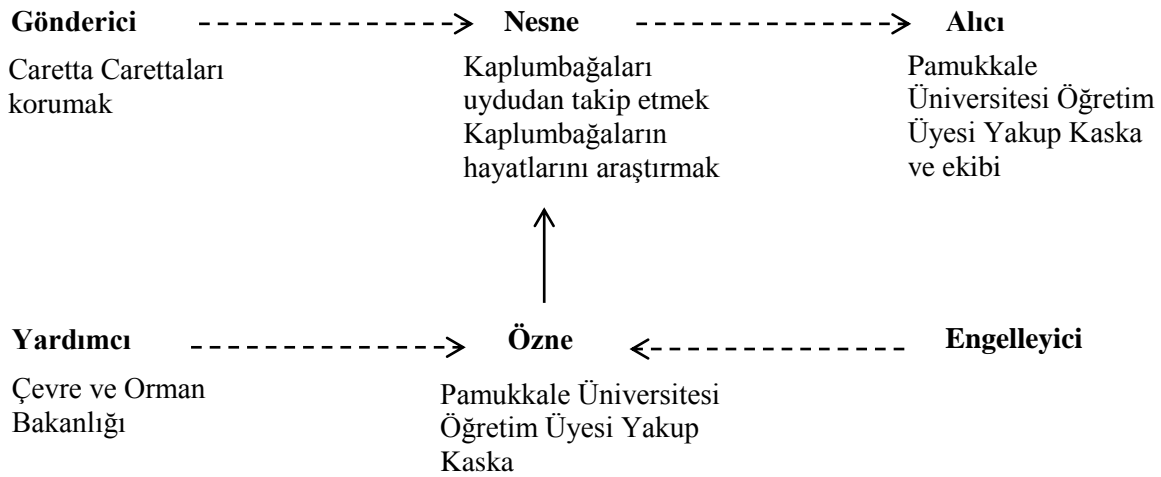 Gönderici
Nesne
Alıcı
Caretta Carettaları
korumak
Kaplumbağaları
uydudan takip etmek
Kaplumbağaların
hayatlarını araştırmak
Pamukkale
Üniversitesi Öğretim
Üyesi Yakup Kaska
ve ekibi
Yardımcı
Özne
Engelleyici
Çevre ve Orman
Bakanlığı
Pamukkale Üniversitesi
Öğretim Üyesi Yakup
Kaska